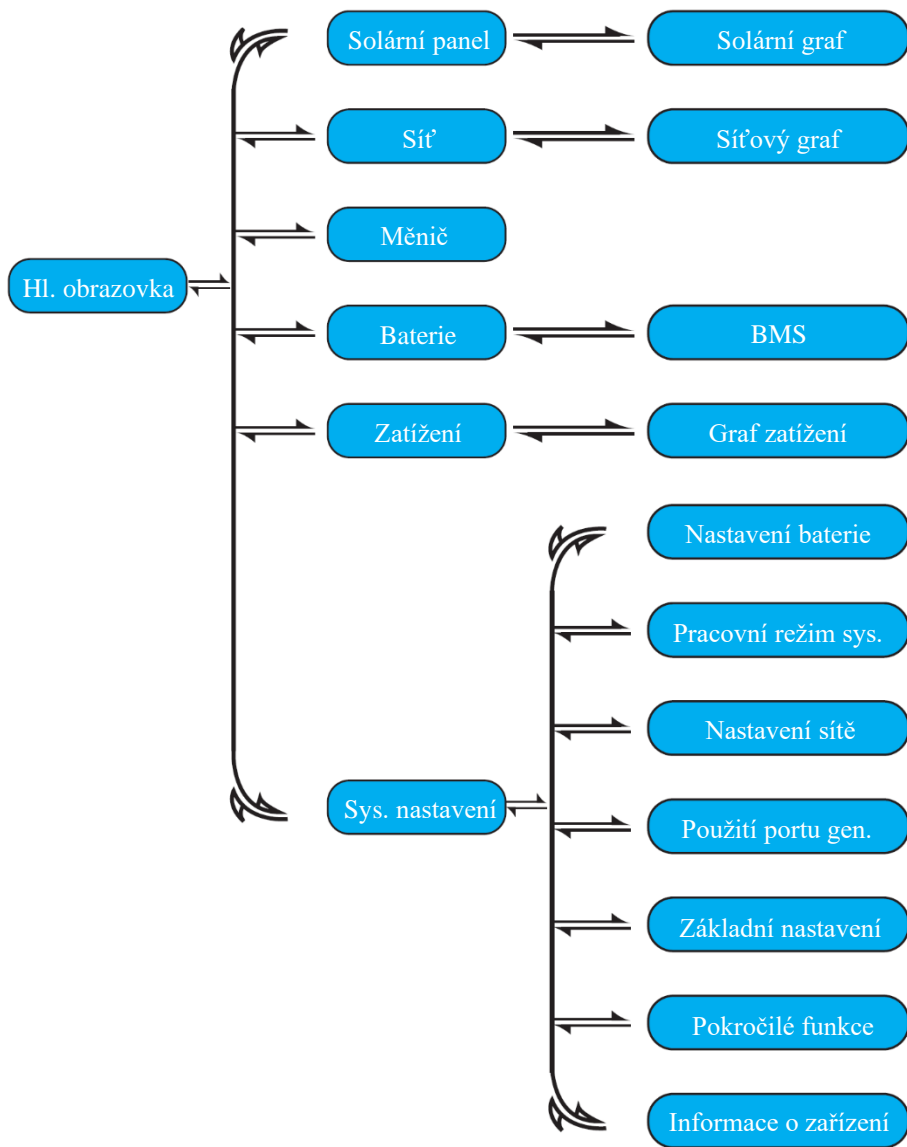 Solární panel
Solární graf
Síť
Síťový graf
Měnič
Hl. obrazovka
Baterie
BMS
Zatížení
Graf zatížení
Nastavení baterie
Pracovní režim sys.
Nastavení sítě
Sys. nastavení
Použití portu gen.
Základní nastavení
Pokročilé funkce
Informace o zařízení